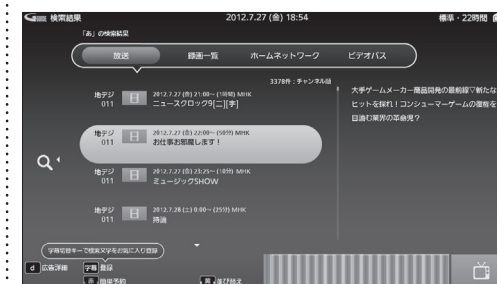 検索結果
2012.7.27 (金) 18:54
標準・22時間
「あ」の検索結果
放送 録画一覧 ホームネットワーク ビデオパス
3378件:チャンネル順
地デジ 011
2012.7.27 (金) 21:00〜 (1時間) MHK
ニュースクロック9[二][字]
地デジ 011
2012.7.27 (金) 22:00〜 (50分) MHK
お仕事お邪魔します!
地デジ 011
2012.7.27 (金) 23:25〜 (10分) MHK
ミュージックSHOW
地デジ 011
2012.7.28 (土) 0:00〜 (25分) MHK
大手ゲームメーカー商品開発の最前線▽新たな
ヒットを探れ!コンシューマーゲームの復権を
目論む業界の革命児?
字幕切替キーで検索文字をお気に入り登録
d 広告詳細 字幕 登録
赤 簡単予約 黄 並び替え